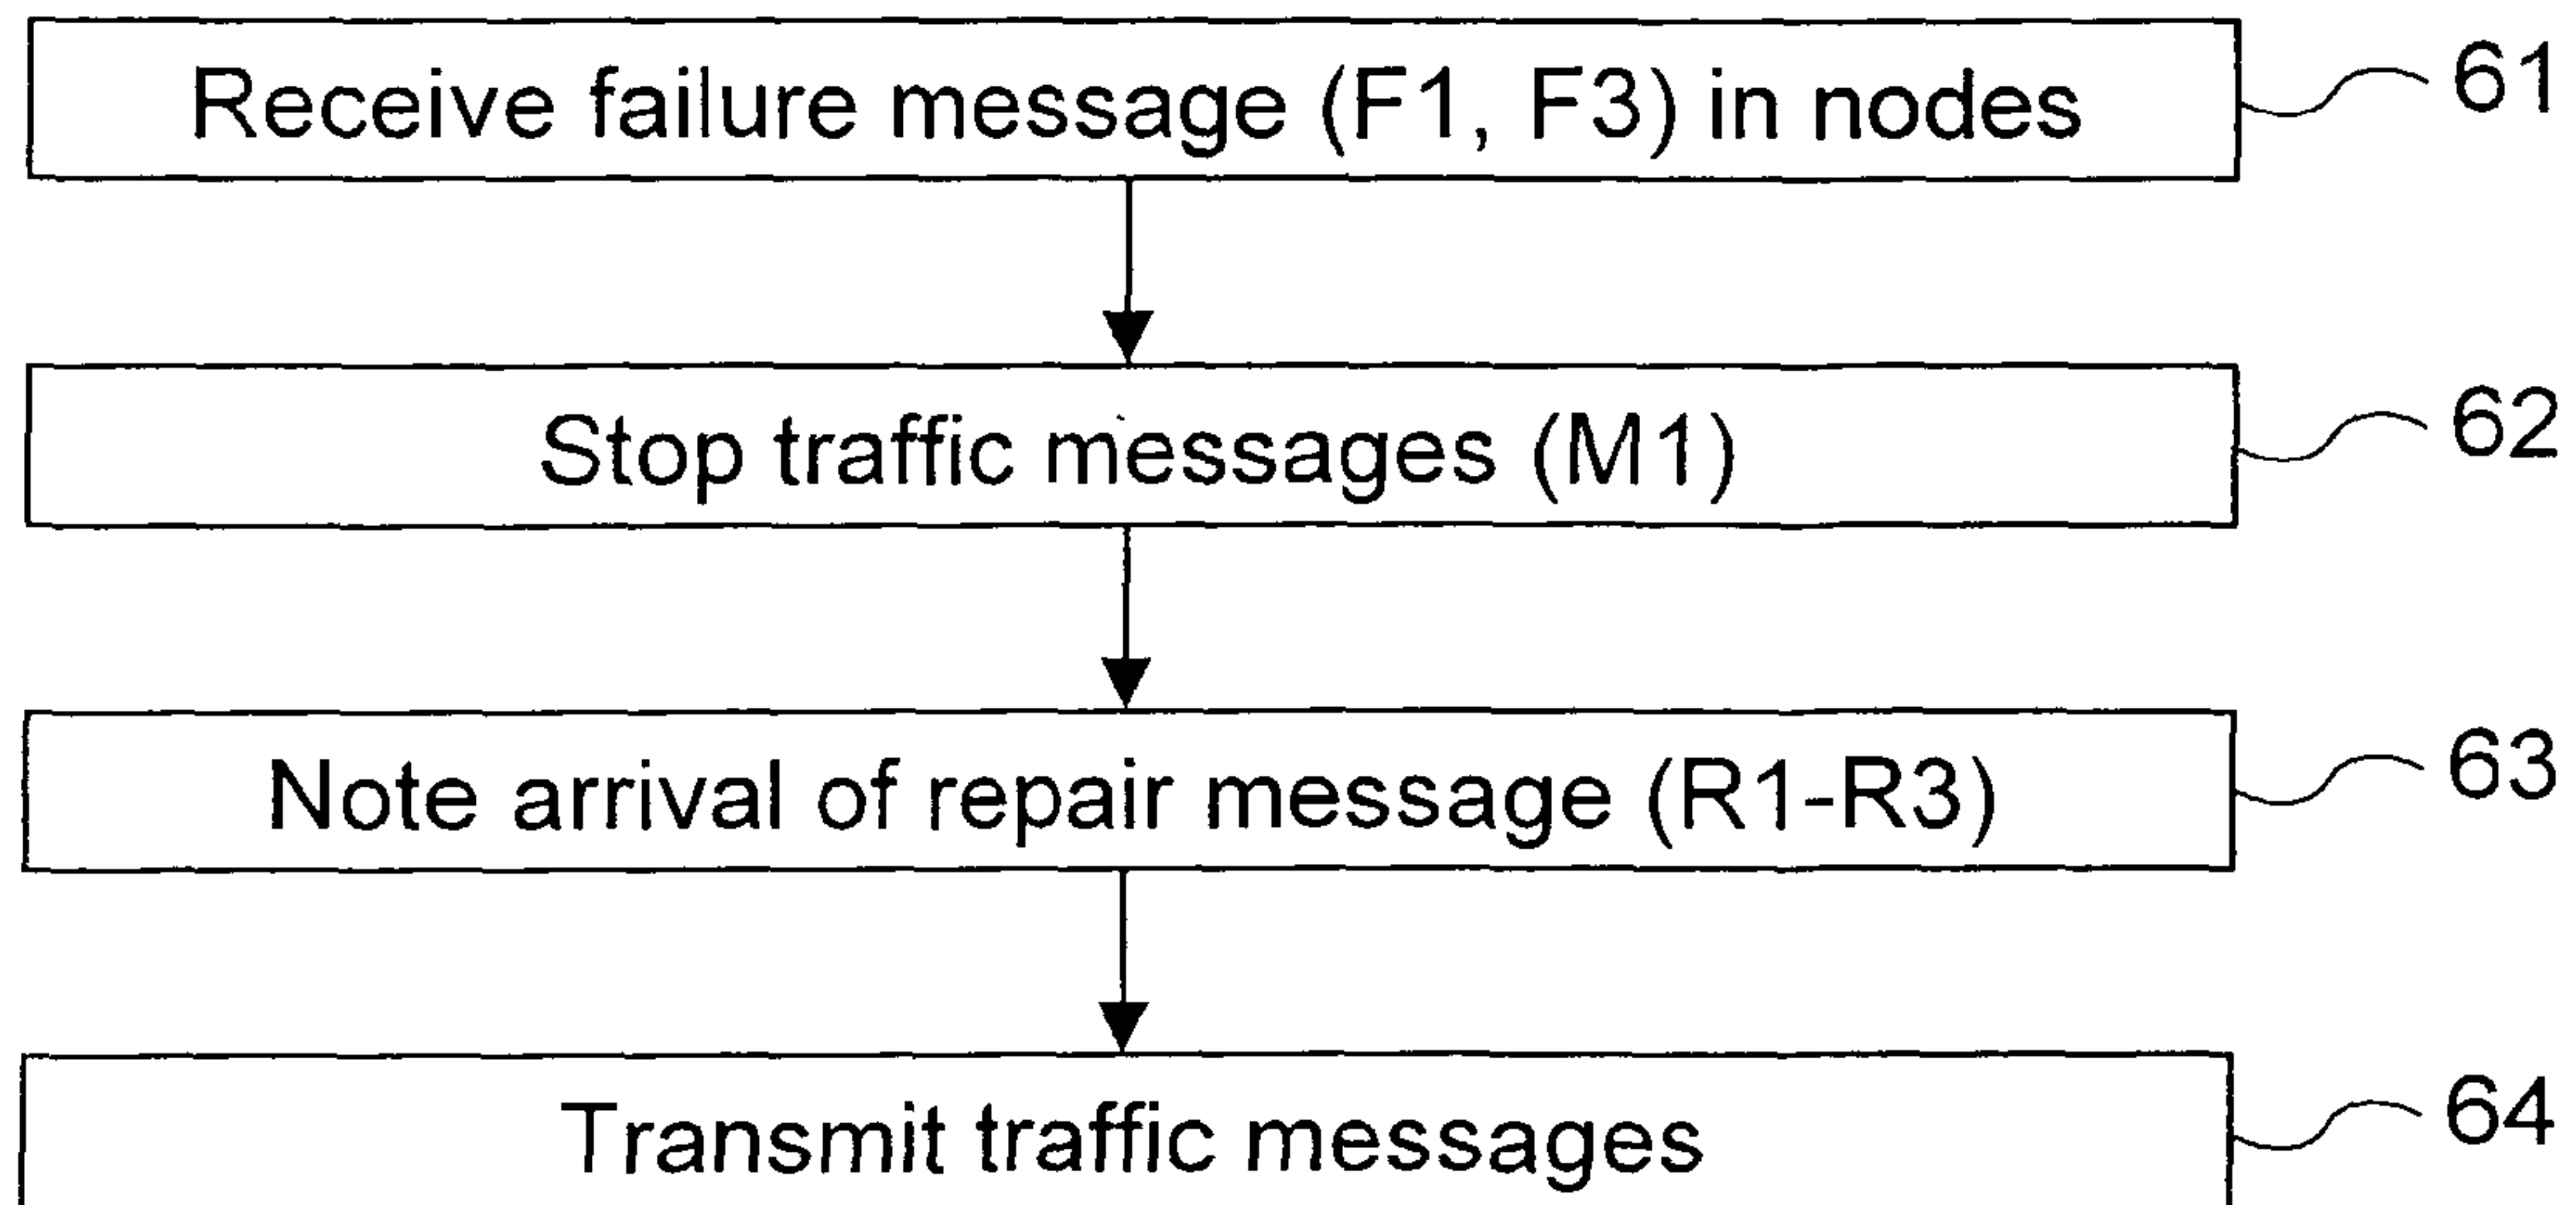 Receive failure message (F1, F3) in nodes 61
Stop traffic messages (M1) 62
Note arrival of repair message (R1-R3) 63
Transmit traffic messages 64